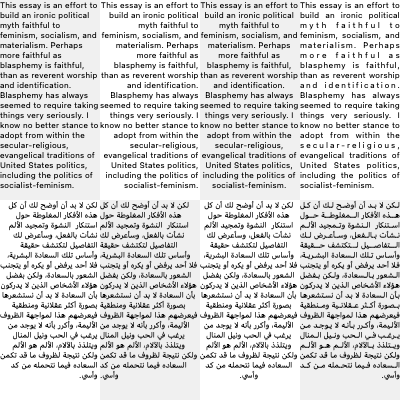 This essay is an effort to
build an ironic political
myth faithful to
feminism, socialism, and
materialism. Perhaps
more faithful as
blasphemy is faithful,
than as reverent worship
and identification.
Blasphemy has always
seemed to require taking
things very seriously. I
know no better stance to
adopt from within the
secular-religious,
evangelical traditions of
United States politics,
including the politics of
socialist-feminism.
This essay is an effort to
build an ironic political
myth faithful to
feminism, socialism, and
materialism. Perhaps
more faithful as
blasphemy is faithful,
than as reverent worship
and identification.
Blasphemy has always
seemed to require taking
things very seriously. I
know no better stance to
adopt from within the
secular-religious,
evangelical traditions of
United States politics,
including the politics of
socialist-feminism.
This essay is an effort to
build an ironic political
myth faithful to
feminism, socialism, and
materialism. Perhaps
more faithful as
blasphemy is faithful,
than as reverent worship
and identification.
Blasphemy has always
seemed to require taking
things very seriously. I
know no better stance to
adopt from within the
secular-religious,
evangelical traditions of
United States politics,
including the politics of
socialist-feminism.
This essay is an effort to
build an ironic political
myth faithful to
feminism, socialism, and
materialism. Perhaps
more faithful as
blasphemy is faithful,
than as reverent worship
and identification.
Blasphemy has always
seemed to require taking
things very seriously. I
know no better stance to
adopt from within the
secular-religious,
evangelical traditions of
United States politics,
including the politics of
socialist-feminism.
لكن لا بد أن أوضح لك أن كل
هذه الأفكار المغلوطة حول
استنكار النشوة وتمجيد الألم
نشأت بالفعل، وسأعرض لك
التفاصيل لتكتشف حقيقة
وأساس تلك السعادة البشرية،
فلا أحد يرفض أو يكره أو يتجنب
الشعور بالسعادة، ولكن بفضل
هؤلاء الأشخاص الذين لا يدركون
بأن السعادة لا بد أن نستشعرها
بصورة أكثر عقلانية ومنطقية
فيعرضهم هذا لمواجهة الظروف
الأليمة، وأكرر بأنه لا يوجد من
يرغب في الحب ونيل المنال
ويتلذذ بالآلام، الألم هو الألم
ولكن نتيجة لظروف ما قد تكمن
السعاده فيما نتحمله من كد
وأسي.
لكن لا بد أن أوضح لك أن كل
هذه الأفكار المغلوطة حول
استنكار النشوة وتمجيد الألم
نشأت بالفعل، وسأعرض لك
التفاصيل لتكتشف حقيقة
وأساس تلك السعادة البشرية،
فلا أحد يرفض أو يكره أو يتجنب
الشعور بالسعادة، ولكن بفضل
هؤلاء الأشخاص الذين لا يدركون
بأن السعادة لا بد أن نستشعرها
بصورة أكثر عقلانية ومنطقية
فيعرضهم هذا لمواجهة الظروف
الأليمة، وأكرر بأنه لا يوجد من
يرغب في الحب ونيل المنال
ويتلذذ بالآلام، الألم هو الألم
ولكن نتيجة لظروف ما قد تكمن
السعاده فيما نتحمله من كد
وأسي.
لكن لا بد أن أوضح لك أن كل
هذه الأفكار المغلوطة حول
استنكار النشوة وتمجيد الألم
نشأت بالفعل، وسأعرض لك
التفاصيل لتكتشف حقيقة
وأساس تلك السعادة البشرية،
فلا أحد يرفض أو يكره أو يتجنب
الشعور بالسعادة، ولكن بفضل
هؤلاء الأشخاص الذين لا يدركون
بأن السعادة لا بد أن نستشعرها
بصورة أكثر عقلانية ومنطقية
فيعرضهم هذا لمواجهة الظروف
الأليمة، وأكرر بأنه لا يوجد من
يرغب في الحب ونيل المنال
ويتلذذ بالآلام، الألم هو الألم
ولكن نتيجة لظروف ما قد تكمن
السعاده فيما نتحمله من كد
وأسي.
لكن لا بد أن أوضح لك أن كل
هذه الأفكار المغلوطة حول
استنكار النشوة وتمجيد الألم
نشأت بالفعل، وسأعرض لك
التفاصيل لتكتشف حقيقة
وأساس تلك السعادة البشرية،
فلا أحد يرفض أو يكره أو يتجنب
الشعور بالسعادة، ولكن بفضل
هؤلاء الأشخاص الذين لا يدركون
بأن السعادة لا بد أن نستشعرها
بصورة أكثر عقلانية ومنطقية
فيعرضهم هذا لمواجهة الظروف
الأليمة، وأكرر بأنه لا يوجد من
يرغب في الحب ونيل المنال
ويتلذذ بالآلام، الألم هو الألم
ولكن نتيجة لظروف ما قد تكمن
السعاده فيما نتحمله من كد
وأسي.